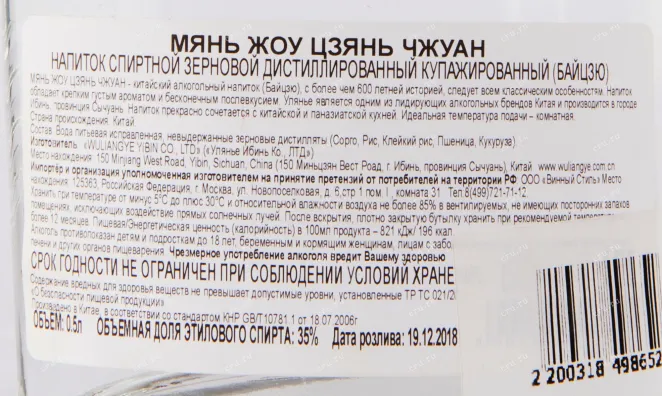 МЯНЬ ЖОУ ЦЗЯНЬ ЧЖУАН
НАПИТОК СПИРТНОЙ ЗЕРНОВОЙ ДИСТИЛЛИРОВАННЫЙ КУПАЖИРОВАННЫЙ (БАЙЦЗЮ)
МЯНЬ ЖОУ ЦЗЯНЬ ЧЖУАН - китайский алкогольный напиток (Байцзю), с более чем 600 летней историей, следует всем классическим особенностям. Напиток
обладает крепким густым ароматом и бесконечным послевкусием. Улянье является одним из лидирующих алкогольных брендов Китая и производится в городе
Ибинь, провинция Сычуань. Напиток прекрасно сочетается с китайской и паназиатской кухней. Идеальная температура подачи – комнатная.
Страна происхождения: Китай.
Состав: Вода питьевая исправленная, невыдержанные зерновые дистилляты (Сорго, Рис, Клейкий рис, Пшеница, Кукуруза)
Изготовитель: «WULIANGYE YIBIN CO., LTD» («Улянье Ибинь Ко., ЛТД»)
Место нахождения: 150 Minjiang West Road, Yibin, Sichuan, China (150 Миньцзян Вест Роад, г. Ибинь, провинция Сычуань), Китай www.wuliangye.com.cn
Импортёр и организация уполномоченная изготовителем на принятие претензий от потребителей на территории РФ ООО «Винный Стиль» Место
нахождения: 125363, Российская Федерация, г. Москва, ул. Новопоселковая, д. 6, стр 1 пом. I, комната 31 Тел. 8(499)721-71-12
Хранить при температуре от минус 5°С до плюс 30°С и относительной влажности воздуха не более 85% в вентилируемых, не имеющих посторонних запахов
помещениях, исключающих воздействие прямых солнечных лучей. После вскрытия, плотно закрытую бутылку хранить при рекомендуемой
более 12 месяцев. Пищевая/Энергетическая ценность (калорийность) в 100мл продукта – 821 кДж/ 196 ккал
Алкоголь противопоказан детям и подросткам до 18 лет, беременным и кормящим женщинам, лицам с
печени и других органов пищеварения. Чрезмерное употребление алкоголя вредит Вашему здоровью
СРОК ГОДНОСТИ НЕ ОГРАНИЧЕН ПРИ СОБЛЮДЕНИИ УСЛОВИЙ ХРАНЕ
Содержание вредных для здоровья веществ не превышает допустимые уровни, установленные ТР ТС 021/20
«О безопасности пищевой продукции»
Произведено в Китае, в соответствии со стандартом КНР GB/T10781.1 от 18.07.2006г
ОБЪЕМ: 0.5л ОБЪЕМНАЯ ДОЛЯ ЭТИЛОВОГО СПИРТА: 35% Дата розлива: 19.12.2018
2 200318 498652